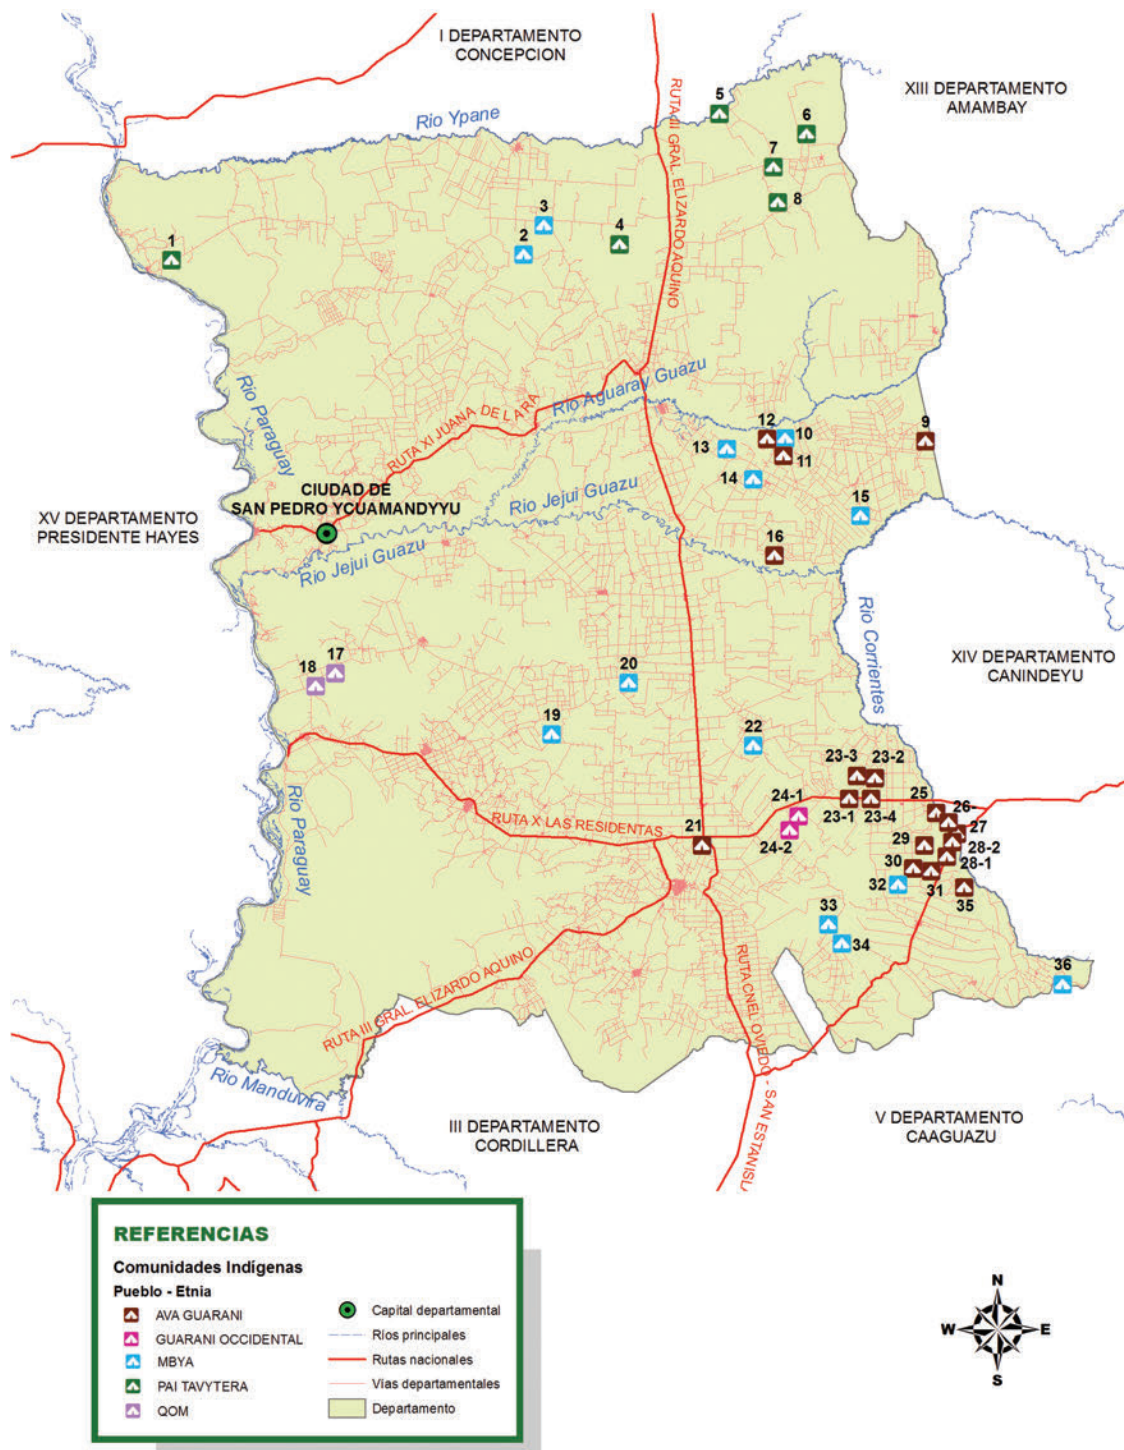 I DEPARTAMENTO
CONCEPCION
XIII DEPARTAMENTO
AMAMBAY
Rio Ypane
RUTA III GRAL. ELIZARDO AQUINO
5
6
7
8
3
2
4
1
Rio Paraguay
Rio Aguaray Guazu
RUTA XI JUANA DE LARA
12
10
9
13
11
14
15
CIUDAD DE
SAN PEDRO YCUAMANDYYU
Rio Jejui Guazu
XV DEPARTAMENTO
PRESIDENTE HAYES
Rio Jejui Guazu
16
Rio Corrientes
XIV DEPARTAMENTO
CANINDEYU
17
18
20
19
22
23-3
23-2
24-1
23-1
23-4
25
26-
27
Rio Paraguay
RUTA X LAS RESIDENTAS
21
24-2
29
28-2
28-1
30
31
32
35
33
34
36
RUTA III GRAL. ELIZARDO AQUINO
RUTA CNEL OVIEDO - SAN ESTANISL
Rio Manduvira
III DEPARTAMENTO
CORDILLERA
V DEPARTAMENTO
CAAGUAZU
REFERENCIAS
Comunidades Indígenas
Pueblo - Etnia
AVA GUARANI
GUARANI OCCIDENTAL
MBYA
PAI TAVYTERA
QOM
Capital departamental
Ríos principales
Rutas nacionales
Vías departamentales
Departamento
N
W
E
S